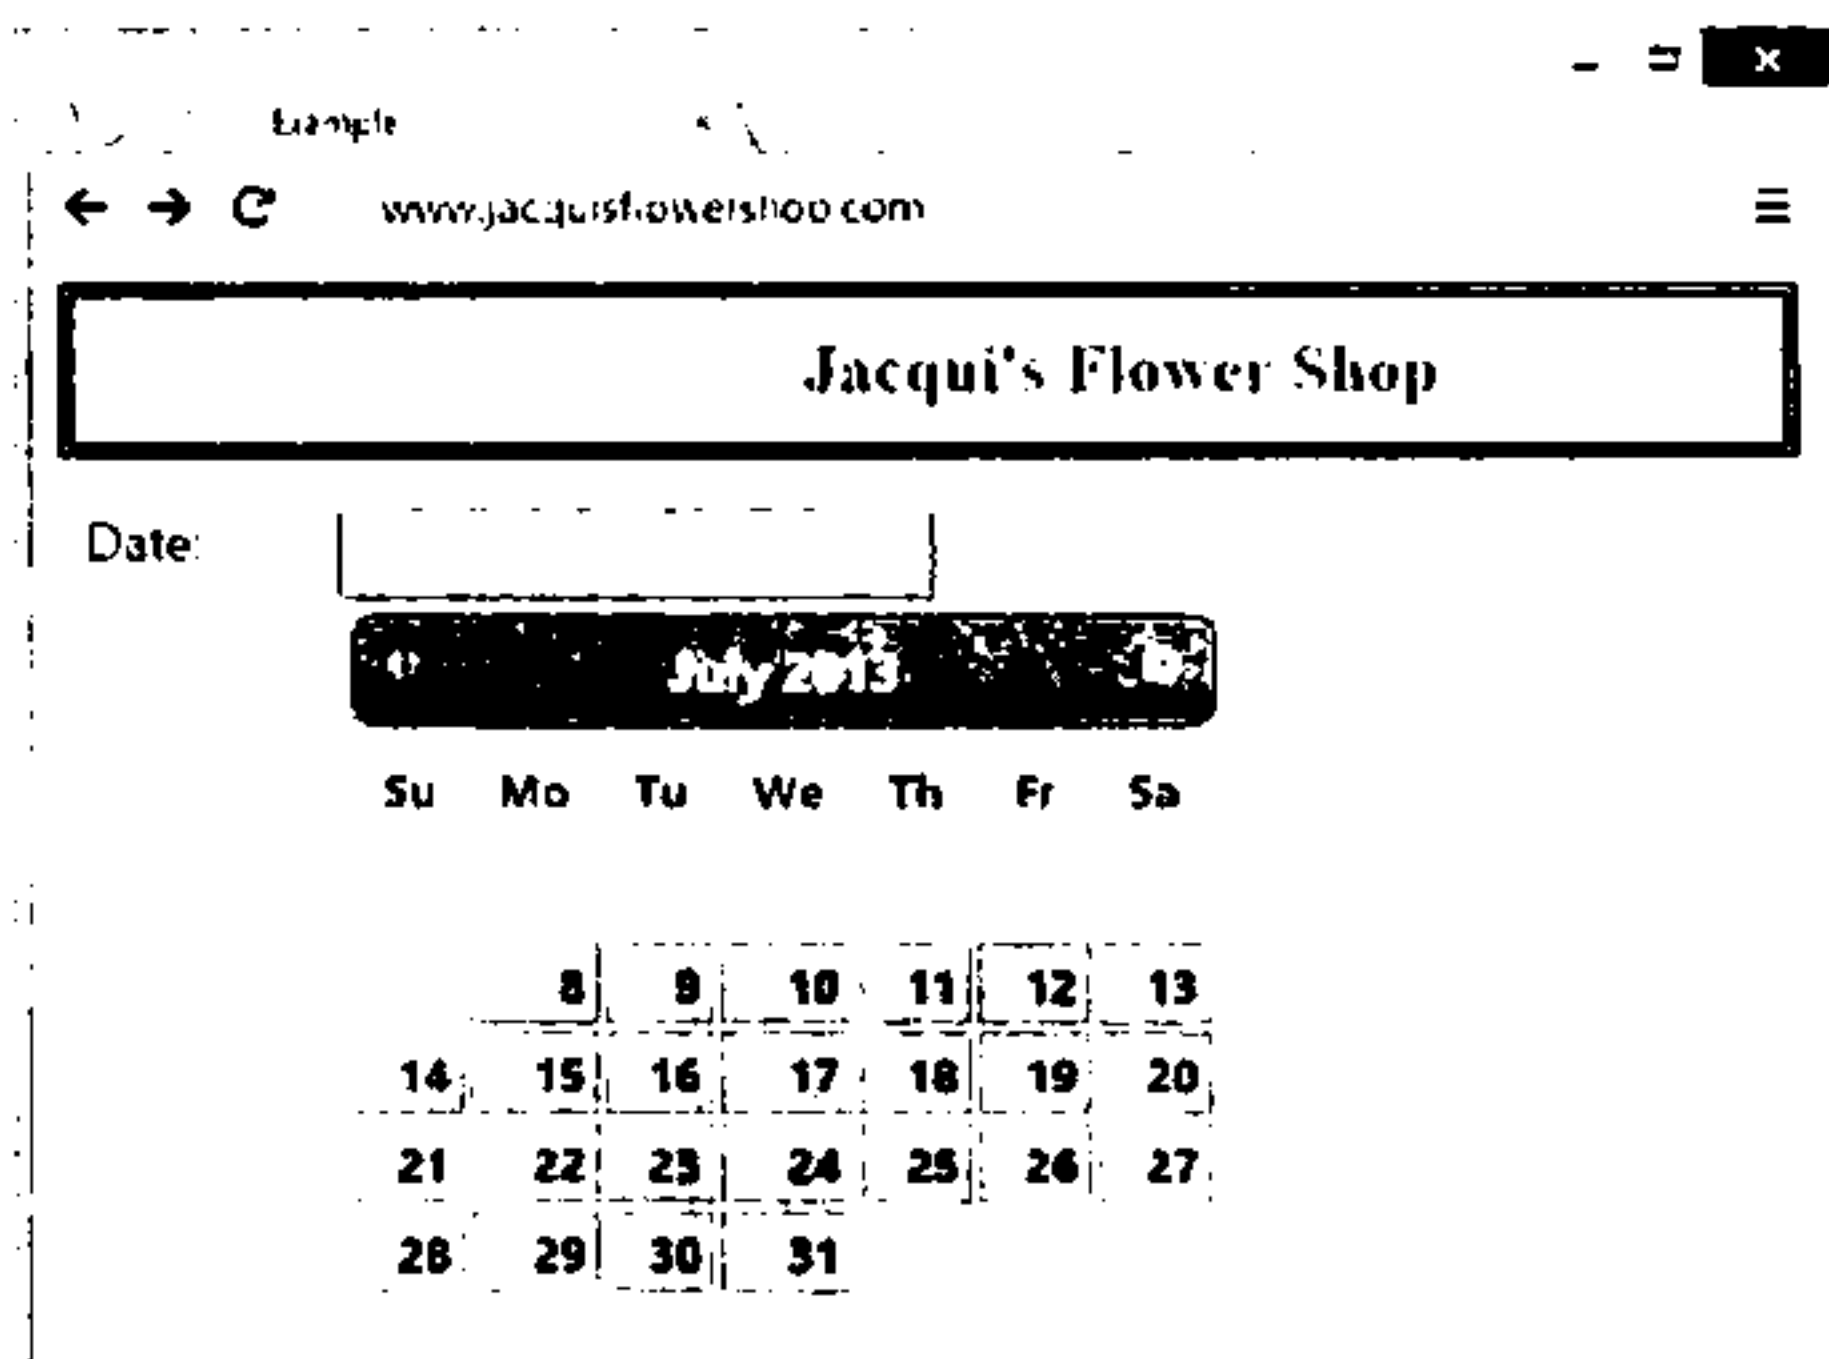 Example
www.jacquisflowershop.com
Jacqui's Flower Shop
Date:
July 2013
Su Mo Tu We Th Fr Sa
8 9 10 11 12 13
14 15 16 17 18 19 20
21 22 23 24 25 26 27
28 29 30 31